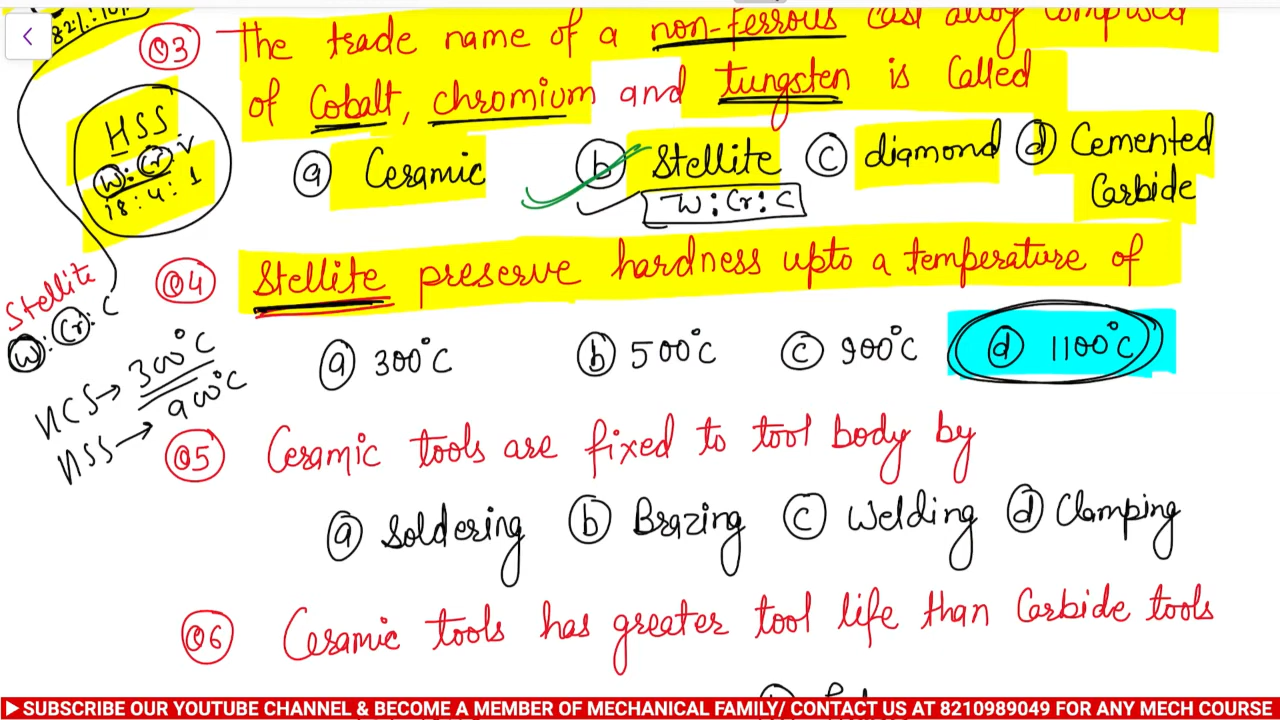 82%:
Q3 The trade name of a non-ferrous cast alloy comprised
of Cobalt, chromium and tungsten is called
HSS
W:Cr:V
18:4:1
a Ceramic b Stellite c diamond d Cemented Carbide
W:Cr:C
Q4 Stellite preserve hardness upto a temperature of
Stellite
W:Cr:C
a 300°C b 500°C c 900°C d 1100°C
HCS→ 300°C
HSS→ 900°C
Q5 Ceramic tools are fixed to tool body by
a Soldering b Brazing c Welding d Clamping
Q6 Ceramic tools has greater tool life than Carbide tools
▶ SUBSCRIBE OUR YOUTUBE CHANNEL & BECOME A MEMBER OF MECHANICAL FAMILY/ CONTACT US AT 8210989049 FOR ANY MECH COURSE